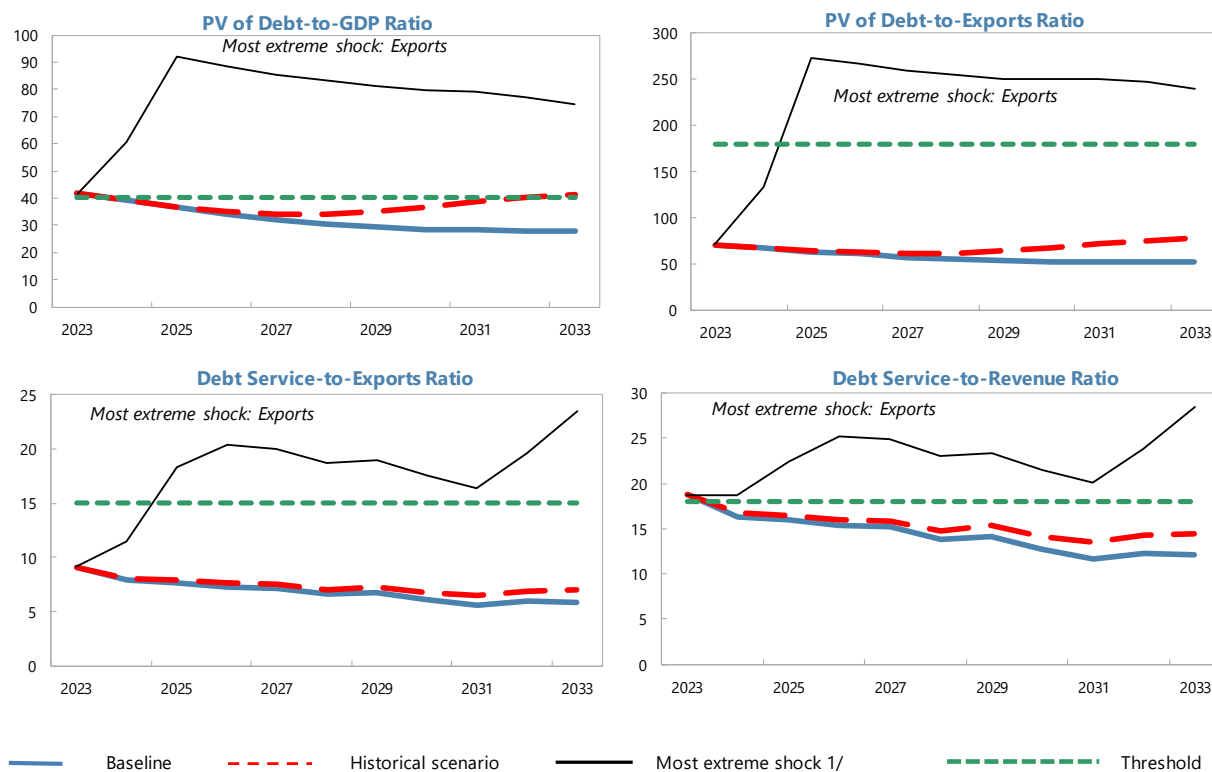 PV of Debt-to-GDP Ratio
Most extreme shock: Exports
100
90
80
70
60
50
40
30
20
10
0
2023 2025 2027 2029 2031 2033
PV of Debt-to-Exports Ratio
300
250
Most extreme shock: Exports
200
150
100
50
0
2023 2025 2027 2029 2031 2033
Debt Service-to-Exports Ratio
25
Most extreme shock: Exports
20
15
10
5
0
2023 2025 2027 2029 2031 2033
Debt Service-to-Revenue Ratio
30
Most extreme shock: Exports
25
20
15
10
5
0
2023 2025 2027 2029 2031 2033
Baseline Historical scenario Most extreme shock 1/ Threshold